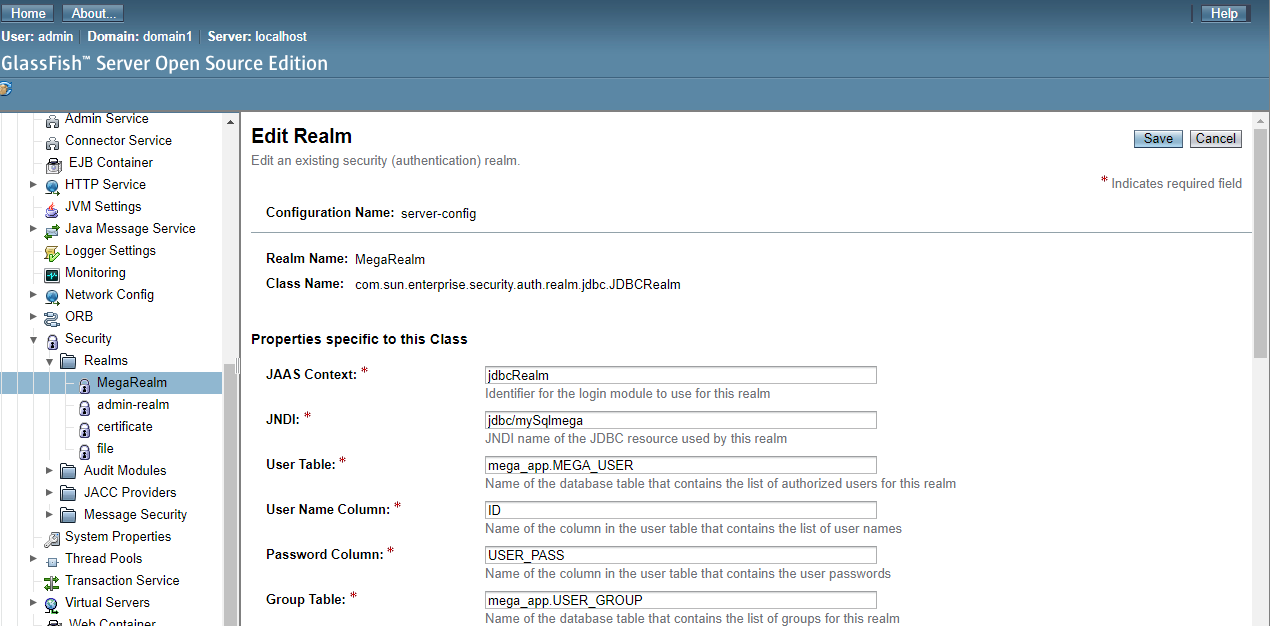 Home About... Help
User: admin Domain: domain1 Server: localhost
GlassFish™ Server Open Source Edition
Admin Service
Connector Service
EJB Container
HTTP Service
JVM Settings
Java Message Service
Logger Settings
Monitoring
Network Config
ORB
Security
Realms
MegaRealm
admin-realm
certificate
file
Audit Modules
JACC Providers
Message Security
System Properties
Thread Pools
Transaction Service
Virtual Servers
Web Container
Edit Realm
Save Cancel
Edit an existing security (authentication) realm.
* Indicates required field
Configuration Name: server-config
Realm Name: MegaRealm
Class Name: com.sun.enterprise.security.auth.realm.jdbc.JDBCRealm
Properties specific to this Class
JAAS Context: * jdbcRealm
Identifier for the login module to use for this realm
JNDI: * jdbc/mySqlmega
JNDI name of the JDBC resource used by this realm
User Table: * mega_app.MEGA_USER
Name of the database table that contains the list of authorized users for this realm
User Name Column: * ID
Name of the column in the user table that contains the list of user names
Password Column: * USER_PASS
Name of the column in the user table that contains the user passwords
Group Table: * mega_app.USER_GROUP
Name of the database table that contains the list of groups for this realm